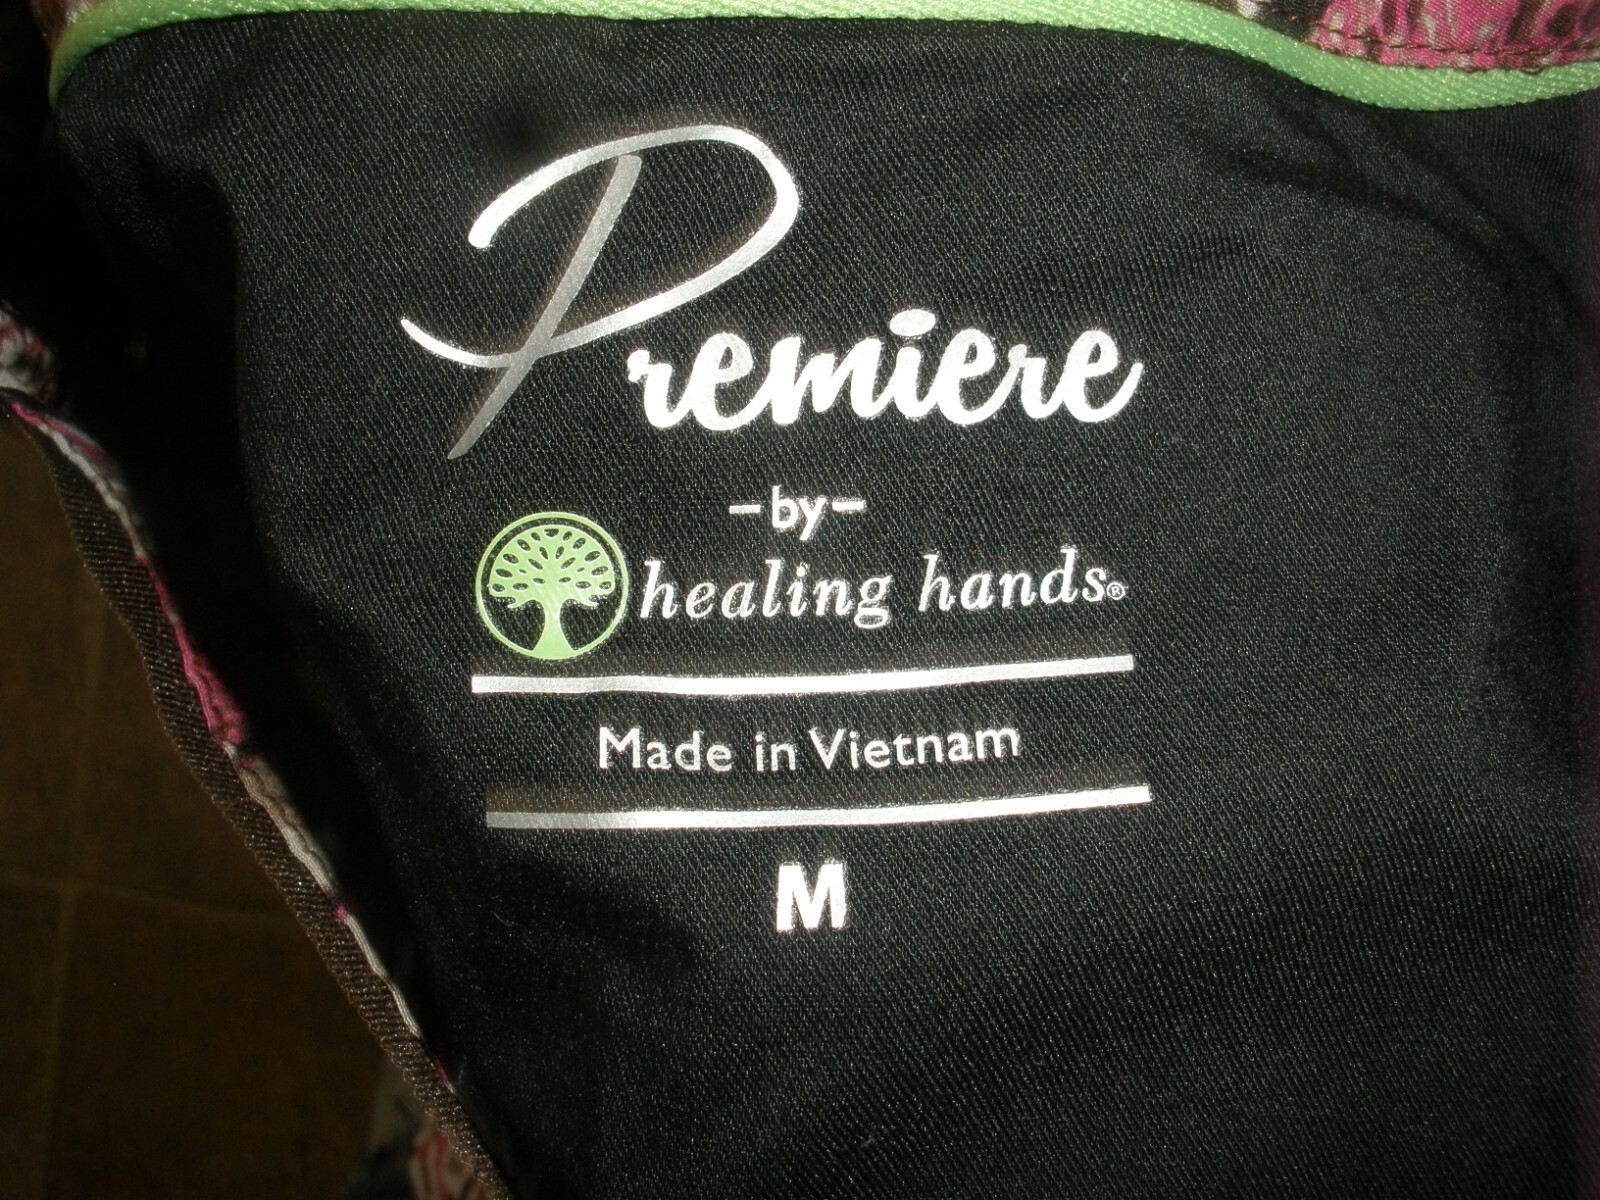 Premiere
-by-
healing hands®
Made in Vietnam
M